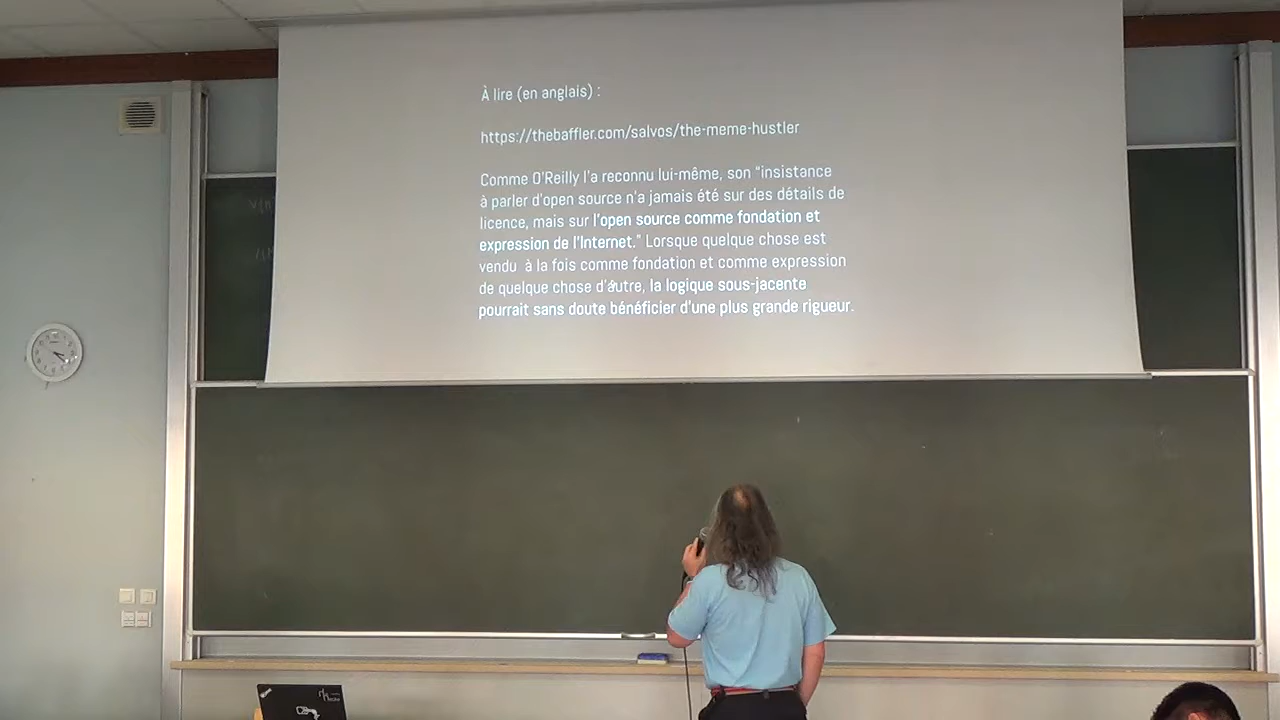 À lire (en anglais) :
https://thebaffler.com/salvos/the-meme-hustler
Comme O'Reilly l'a reconnu lui-même, son "insistance
à parler d'open source n'a jamais été sur des détails de
licence, mais sur l'open source comme fondation et
expression de l'Internet." Lorsque quelque chose est
vendu à la fois comme fondation et comme expression
de quelque chose d'autre, la logique sous-jacente
pourrait sans doute bénéficier d'une plus grande rigueur.